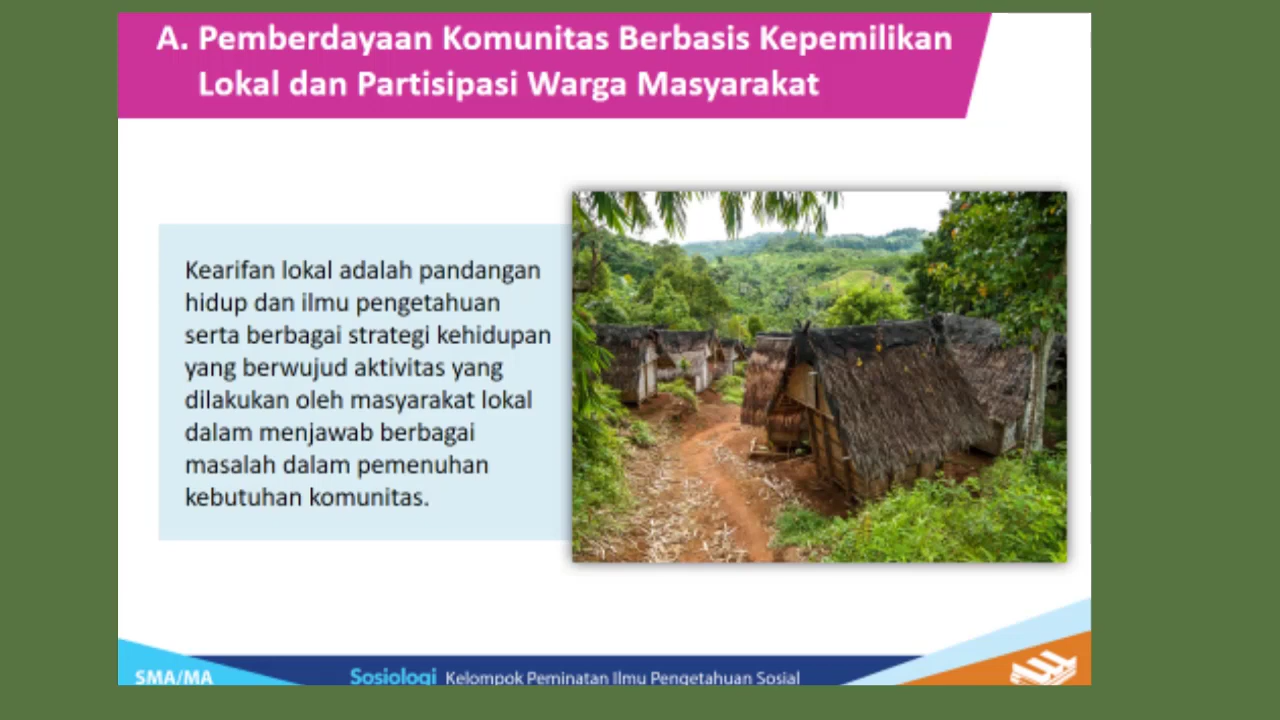 A. Pemberdayaan Komunitas Berbasis Kepemilikan
Lokal dan Partisipasi Warga Masyarakat
Kearifan lokal adalah pandangan
hidup dan ilmu pengetahuan
serta berbagai strategi kehidupan
yang berwujud aktivitas yang
dilakukan oleh masyarakat lokal
dalam menjawab berbagai
masalah dalam pemenuhan
kebutuhan komunitas.
SMA/MA
Sosiologi Kelompok Peminatan Ilmu Pengetahuan Sosial